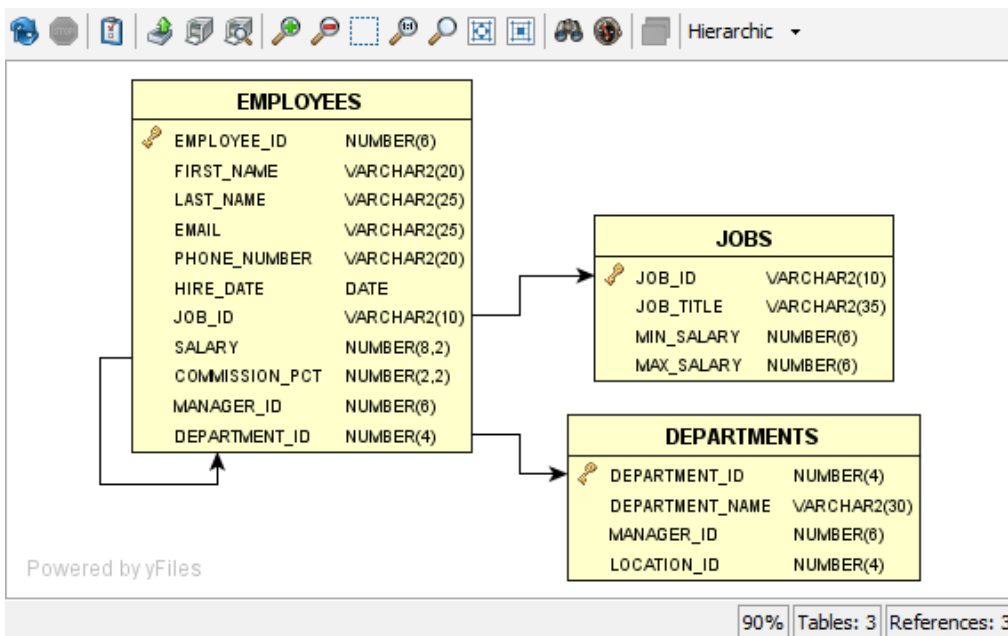 STOP
1:1
Hierarchic
EMPLOYEES
EMPLOYEE_ID NUMBER(6)
FIRST_NAME VARCHAR2(20)
LAST_NAME VARCHAR2(25)
EMAIL VARCHAR2(25)
PHONE_NUMBER VARCHAR2(20)
HIRE_DATE DATE
JOB_ID VARCHAR2(10)
SALARY NUMBER(8,2)
COMMISSION_PCT NUMBER(2,2)
MANAGER_ID NUMBER(6)
DEPARTMENT_ID NUMBER(4)
JOBS
JOB_ID VARCHAR2(10)
JOB_TITLE VARCHAR2(35)
MIN_SALARY NUMBER(6)
MAX_SALARY NUMBER(6)
DEPARTMENTS
DEPARTMENT_ID NUMBER(4)
DEPARTMENT_NAME VARCHAR2(30)
MANAGER_ID NUMBER(6)
LOCATION_ID NUMBER(4)
Powered by yFiles
90% Tables: 3 References: 3